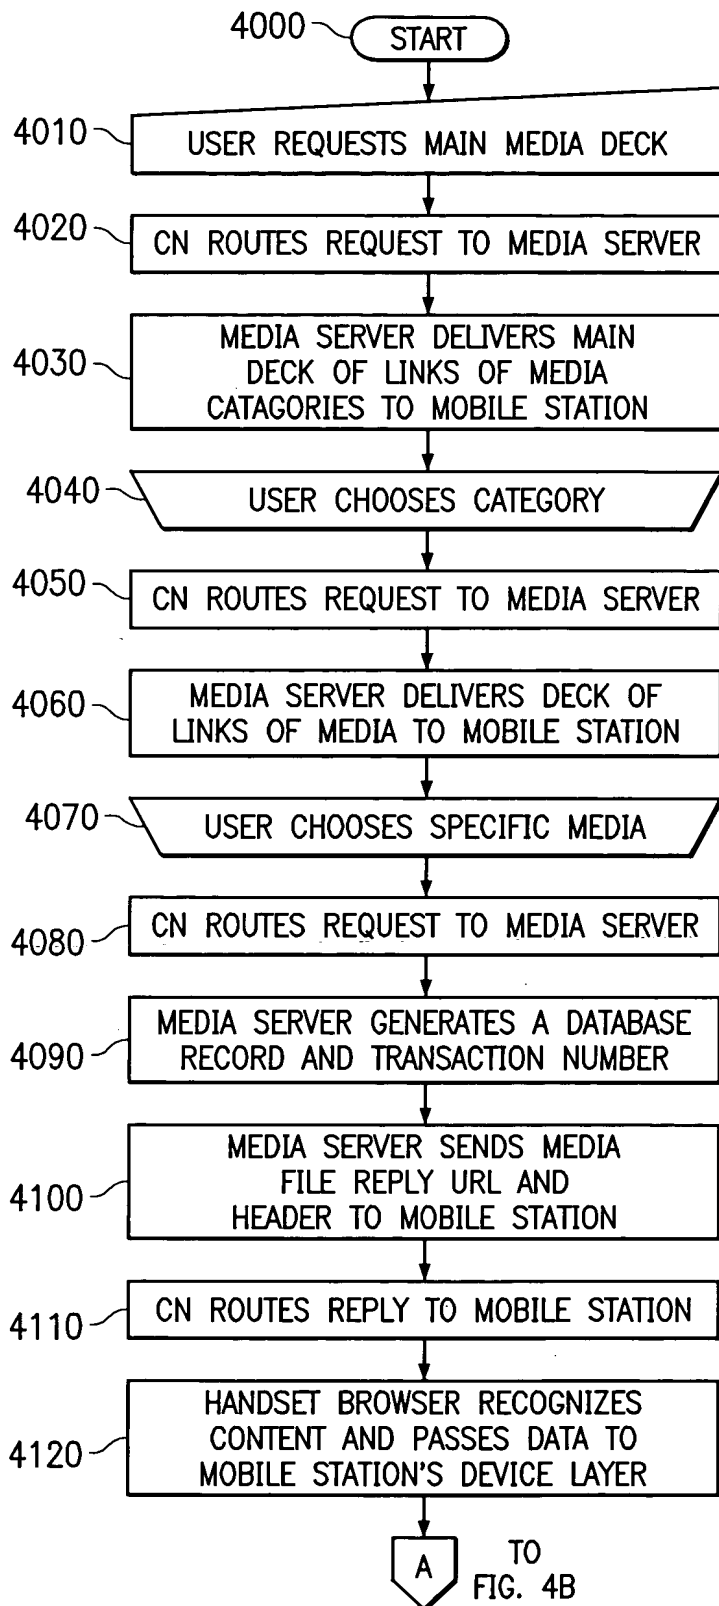 4000
START
4010
USER REQUESTS MAIN MEDIA DECK
4020
CN ROUTES REQUEST TO MEDIA SERVER
4030
MEDIA SERVER DELIVERS MAIN
DECK OF LINKS OF MEDIA
CATAGORIES TO MOBILE STATION
4040
USER CHOOSES CATEGORY
4050
CN ROUTES REQUEST TO MEDIA SERVER
4060
MEDIA SERVER DELIVERS DECK OF
LINKS OF MEDIA TO MOBILE STATION
4070
USER CHOOSES SPECIFIC MEDIA
4080
CN ROUTES REQUEST TO MEDIA SERVER
4090
MEDIA SERVER GENERATES A DATABASE
RECORD AND TRANSACTION NUMBER
4100
MEDIA SERVER SENDS MEDIA
FILE REPLY URL AND
HEADER TO MOBILE STATION
4110
CN ROUTES REPLY TO MOBILE STATION
4120
HANDSET BROWSER RECOGNIZES
CONTENT AND PASSES DATA TO
MOBILE STATION'S DEVICE LAYER
A
TO
FIG. 4B